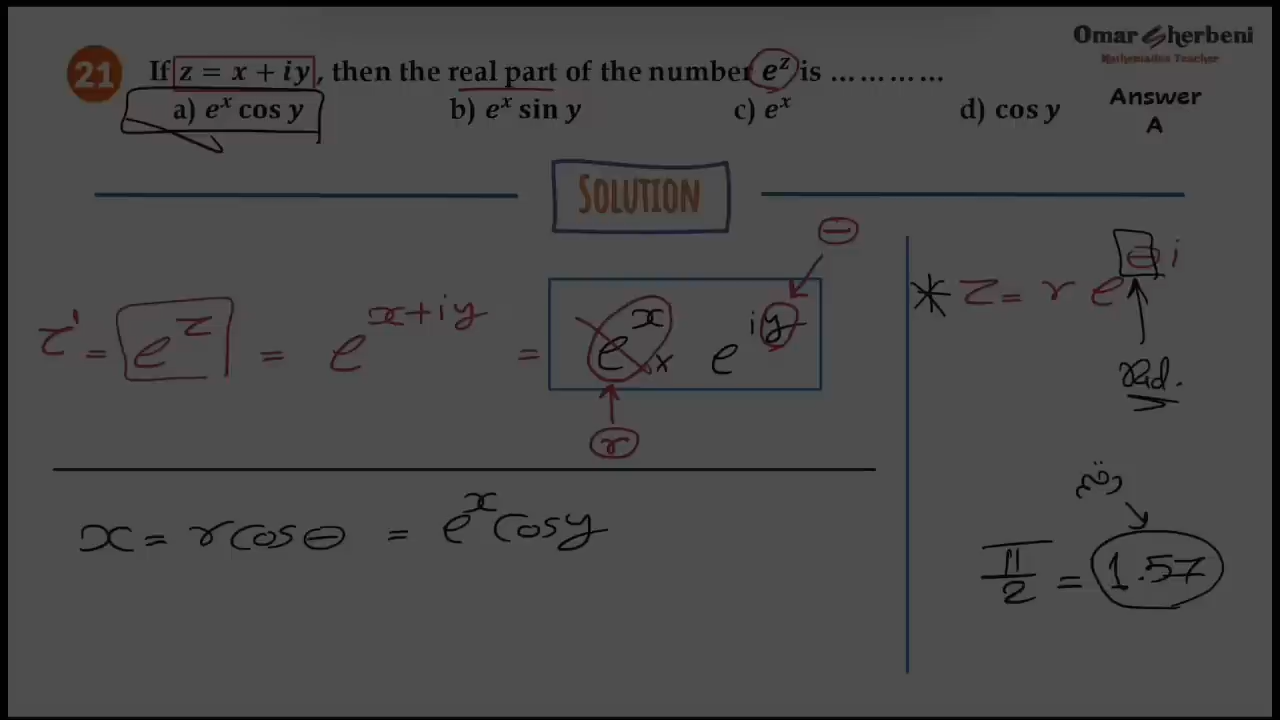 Omar Sherbeni
Mathematics Teacher
21 If z = x + iy, then the real part of the number e^z is … … … …
a) e^x cos y b) e^x sin y c) e^x d) cos y
Answer
A
SOLUTION
z' = e^z = e^{x+iy} = e^x × e^{iy}
θ
r
* z = r e^{θi}
Rad.
x = r cos θ = e^x cos y
π/2 = 1.57